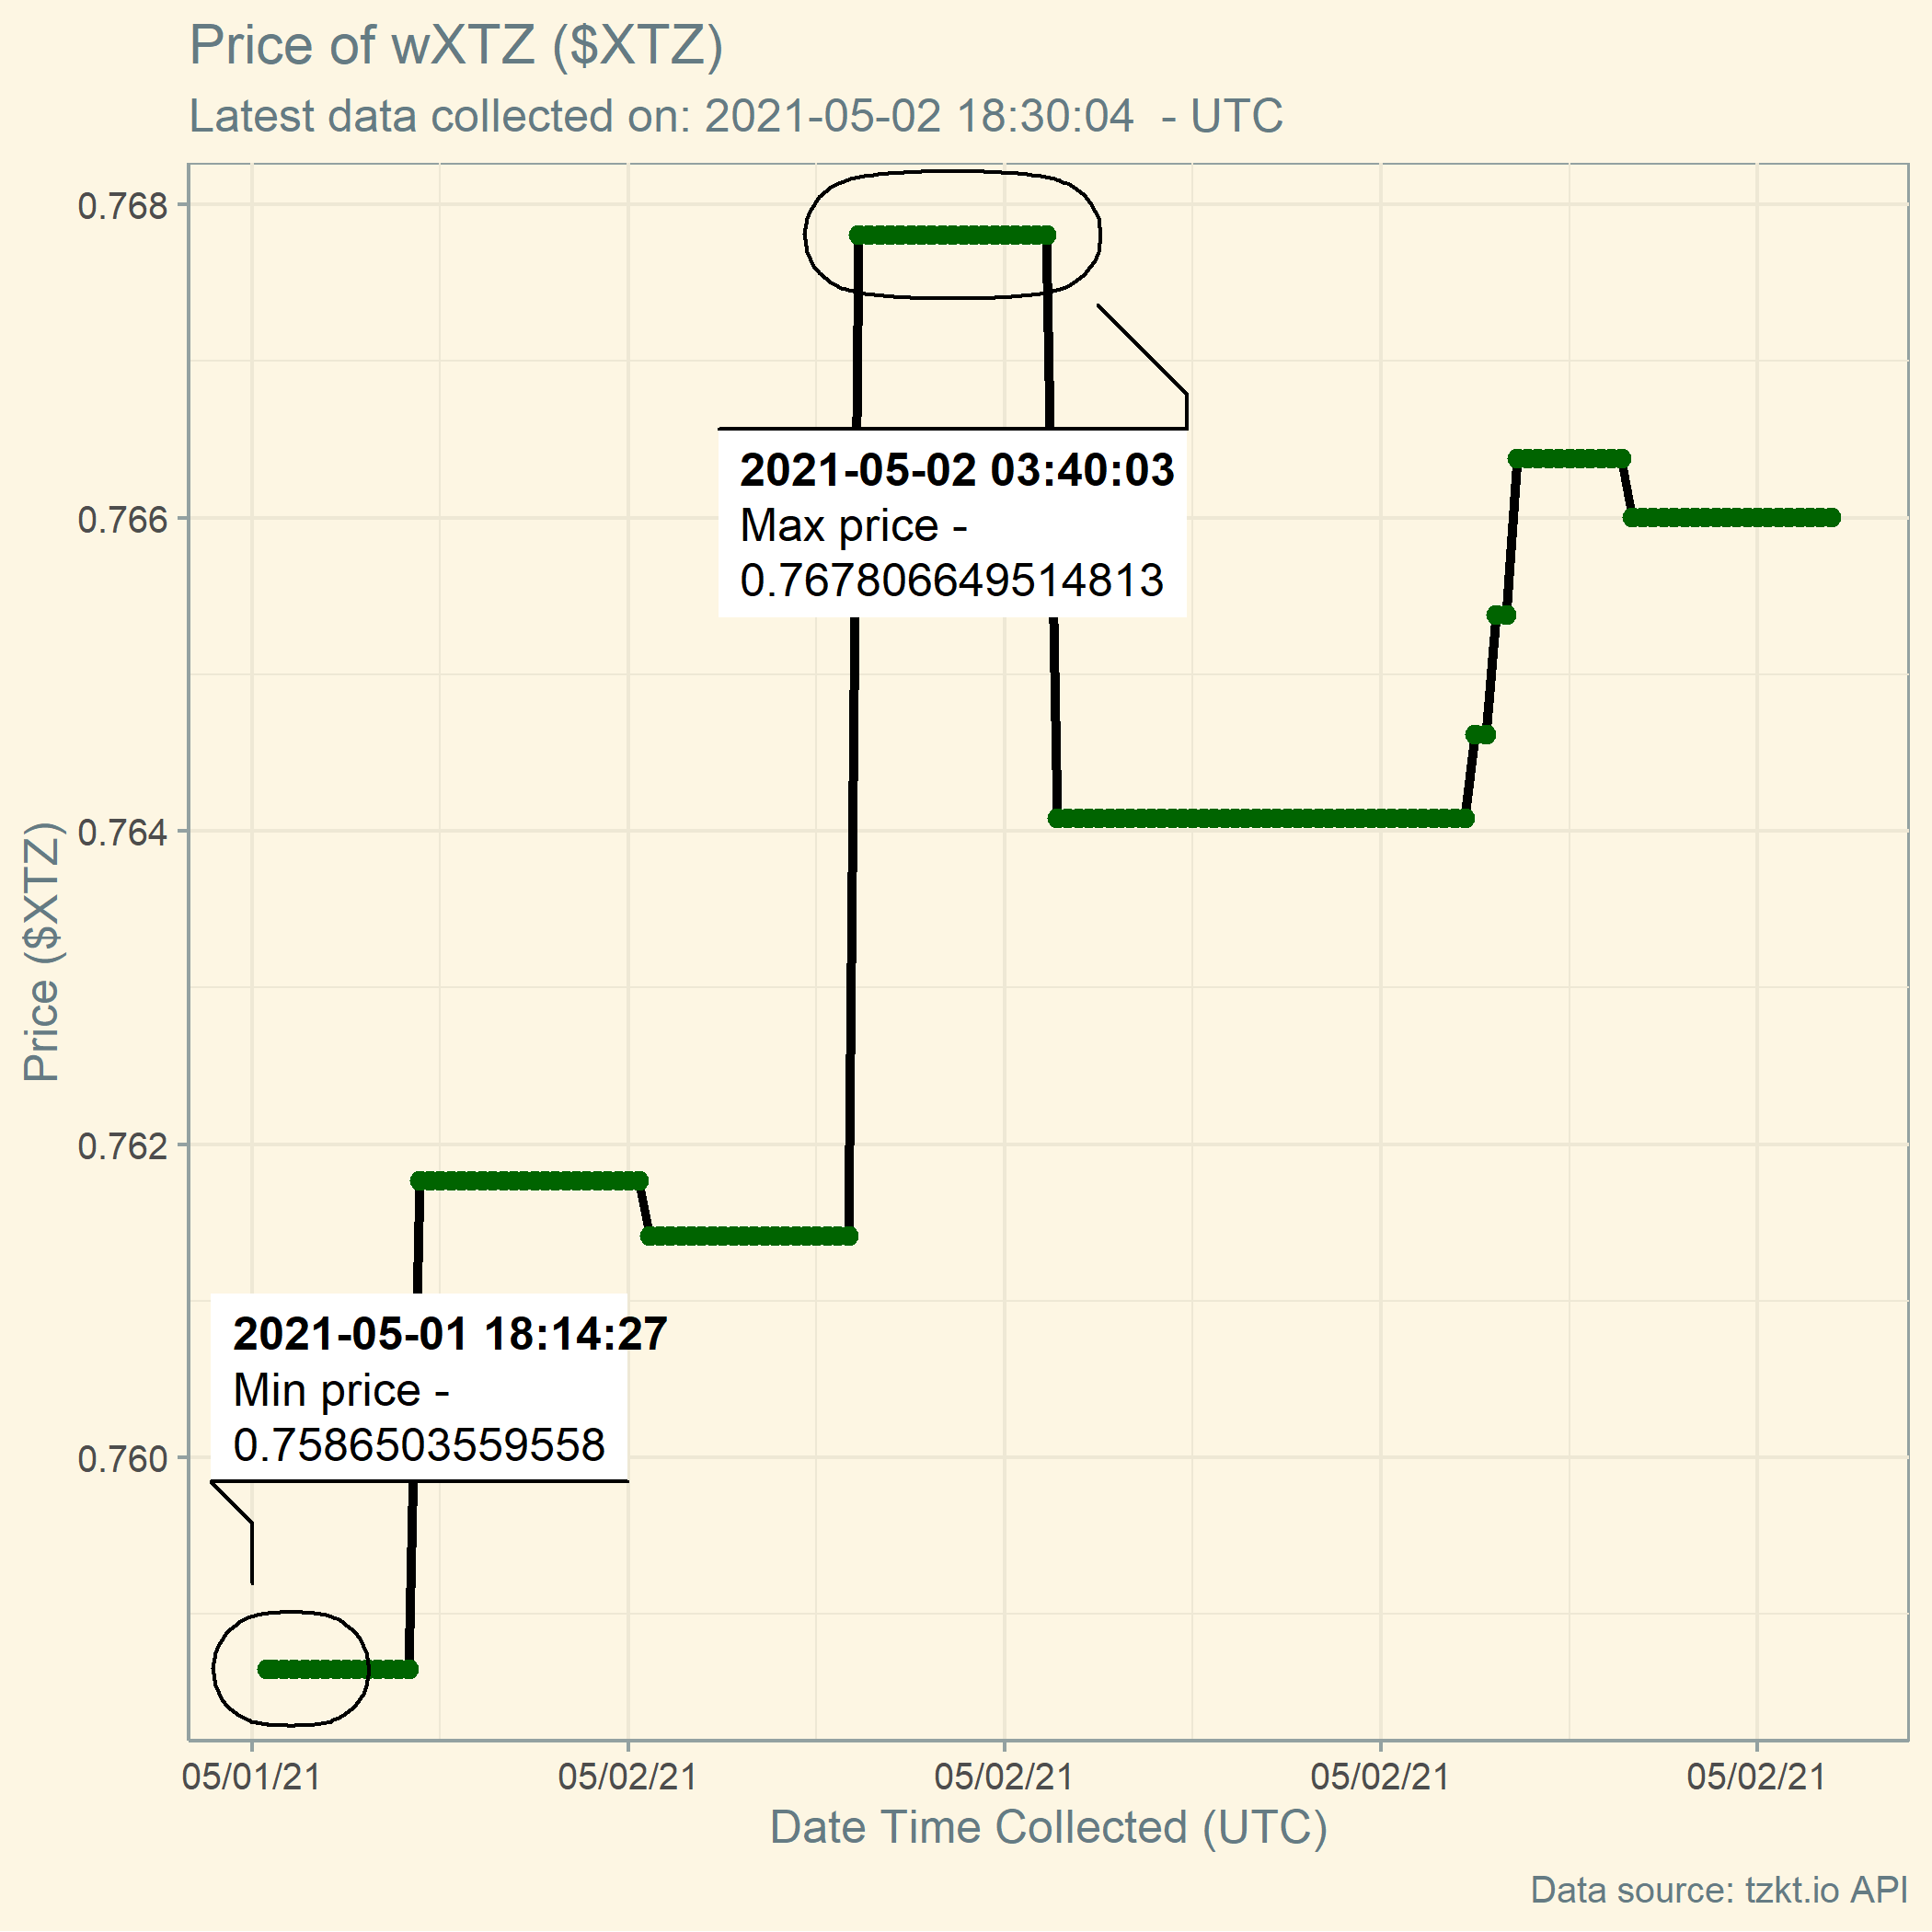 Price of wXTZ ($XTZ)
Latest data collected on: 2021-05-02 18:30:04  - UTC
0.768
0.766
0.764
0.762
0.760
Price ($XTZ)
2021-05-02 03:40:03
Max price -
0.767806649514813
2021-05-01 18:14:27
Min price -
0.7586503559558
05/01/21
05/02/21
05/02/21
05/02/21
05/02/21
Date Time Collected (UTC)
Data source: tzkt.io API